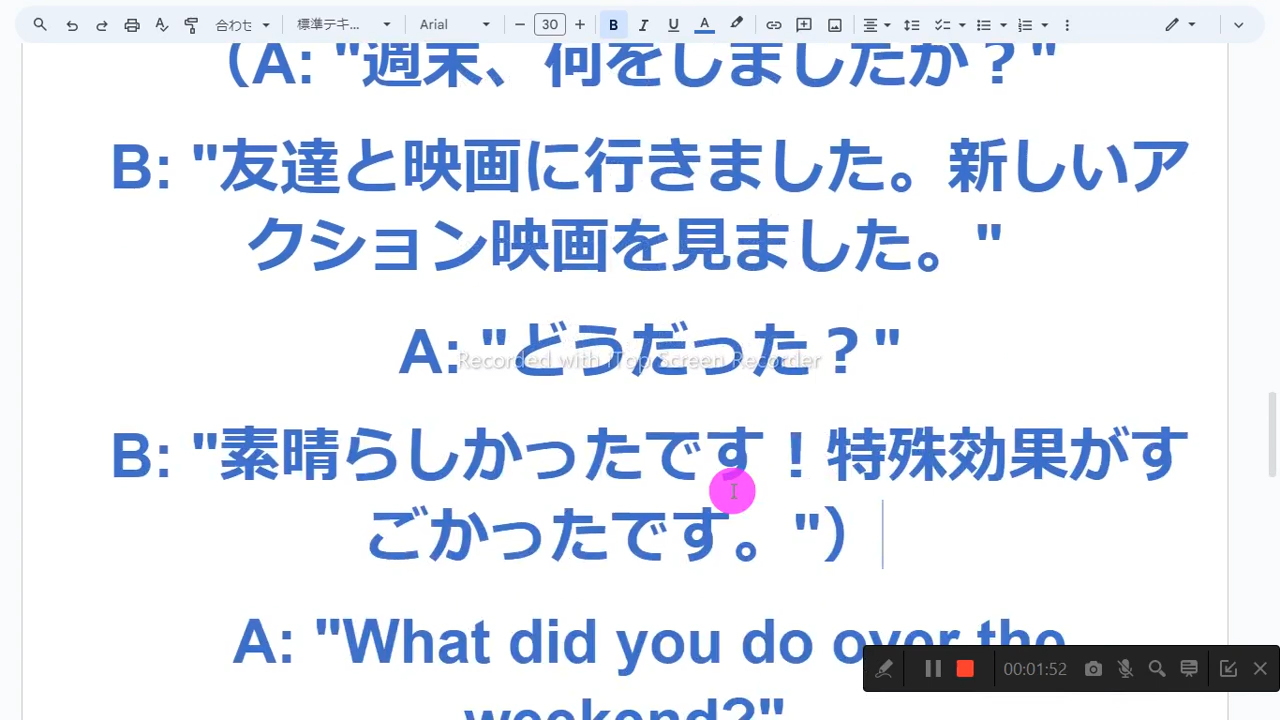 合わせ
標準テキ...
Arial
30
B
I
U
A
（A: "週末、何をしましたか？"
B: "友達と映画に行きました。新しいア
クション映画を見ました。"
A: "どうだった？"
Recorded with iTop Screen Recorder
B: "素晴らしかったです！特殊効果がす
ごかったです。"）
A: "What did you do over the
weekend?"
00:01:52